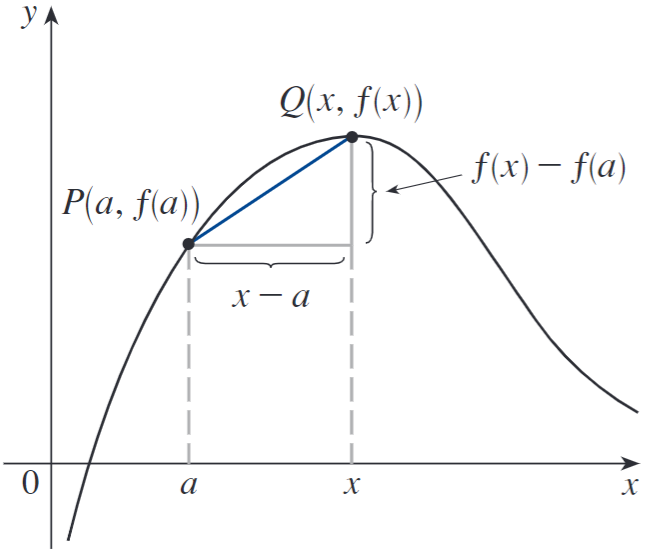 y
Q(x, f(x))
f(x) − f(a)
P(a, f(a))
x − a
0
a
x
x